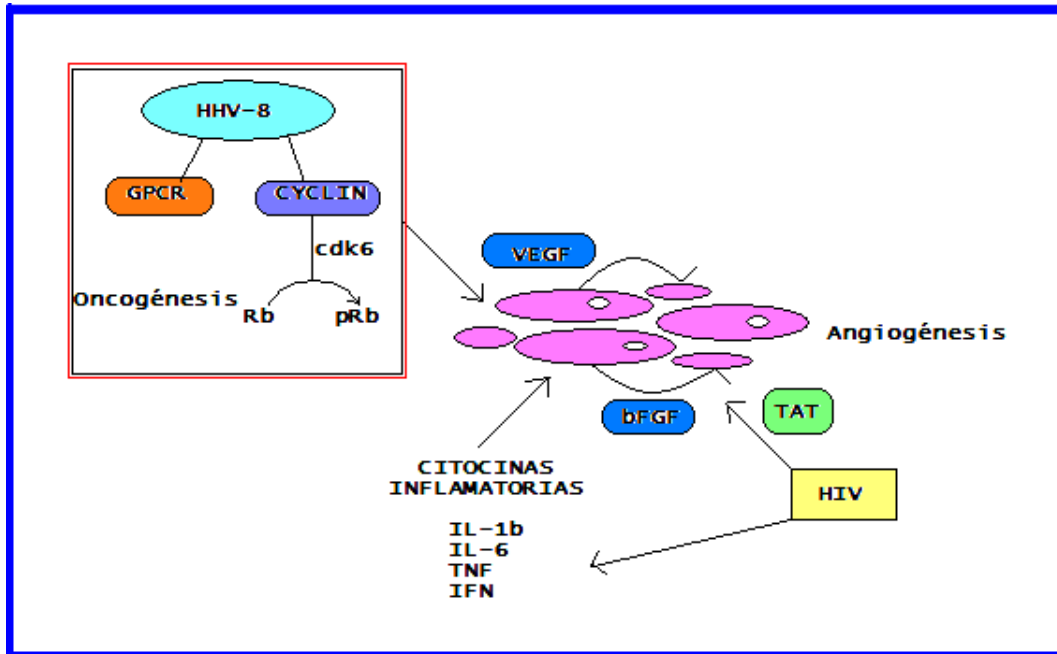 HHV-8
GPCR
CYCLIN
cdk6
Oncogénesis
Rb
pRb
VEGF
Angiogénesis
bFGF
TAT
CITOCINAS
INFLAMATORIAS
HIV
IL-1b
IL-6
TNF
IFN